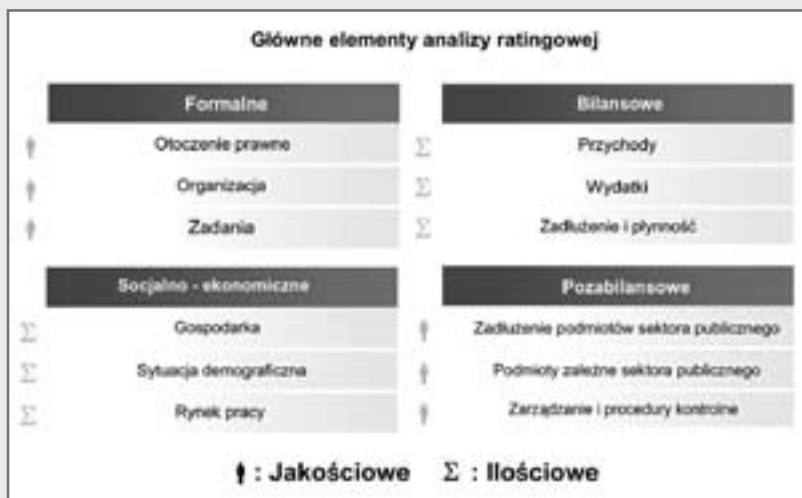 Główne elementy analizy ratingowej
Formalne
Otoczenie prawne
Organizacja
Zadania
Bilansowe
Σ Przychody
Σ Wydatki
Σ Zadłużenie i płynność
Socjalno - ekonomiczne
Σ Gospodarka
Σ Sytuacja demograficzna
Σ Rynek pracy
Pozabilansowe
Zadłużenie podmiotów sektora publicznego
Podmioty zależne sektora publicznego
Zarządzanie i procedury kontrolne
: Jakościowe Σ : Ilościowe